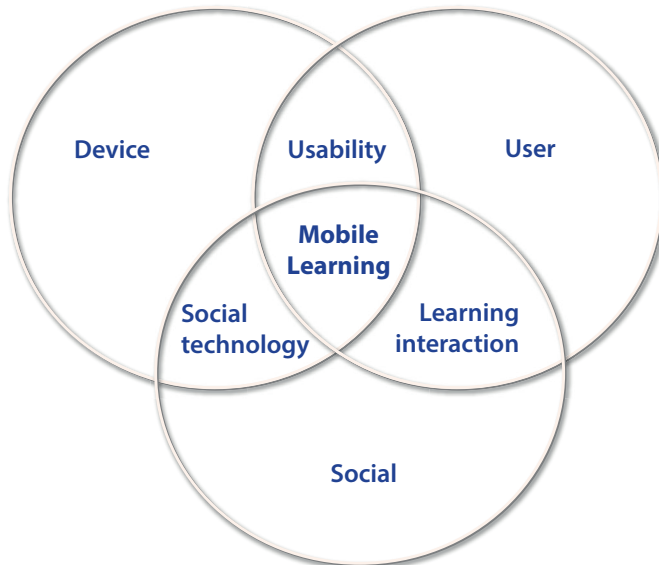 Device
Usability
User
Mobile
Learning
Social
technology
Learning
interaction
Social